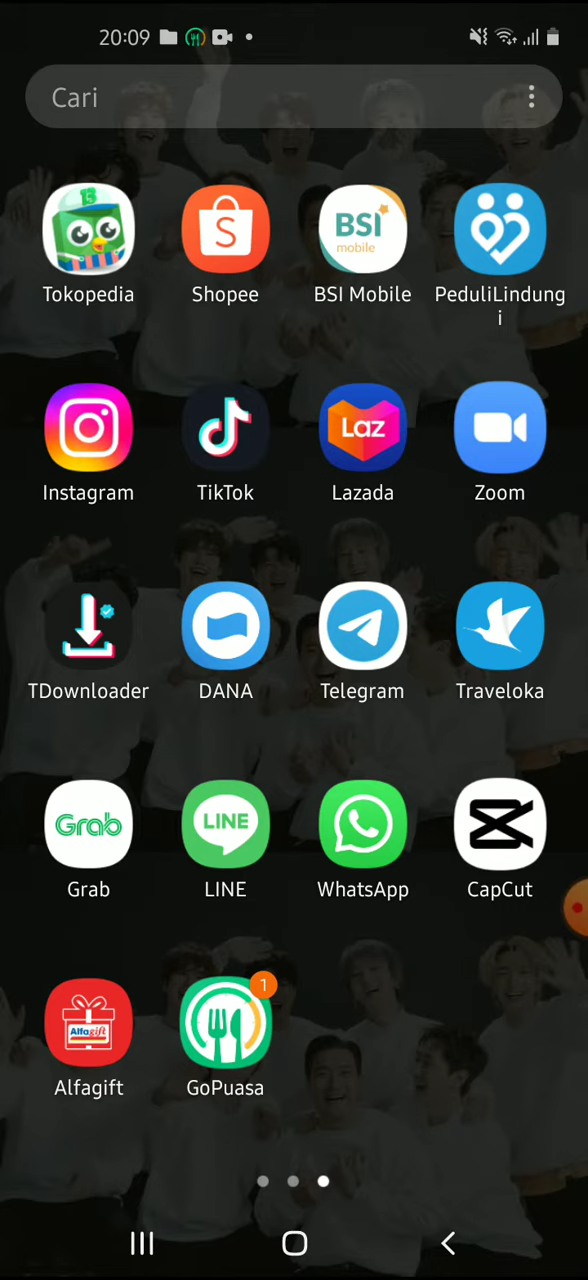 20:09
Cari
13
S
BSI
mobile
Tokopedia
Shopee
BSI Mobile
PeduliLindung
i
Laz
Instagram
TikTok
Lazada
Zoom
TDownloader
DANA
Telegram
Traveloka
Grab
LINE
Grab
LINE
WhatsApp
CapCut
Alfagift
1
Alfagift
GoPuasa